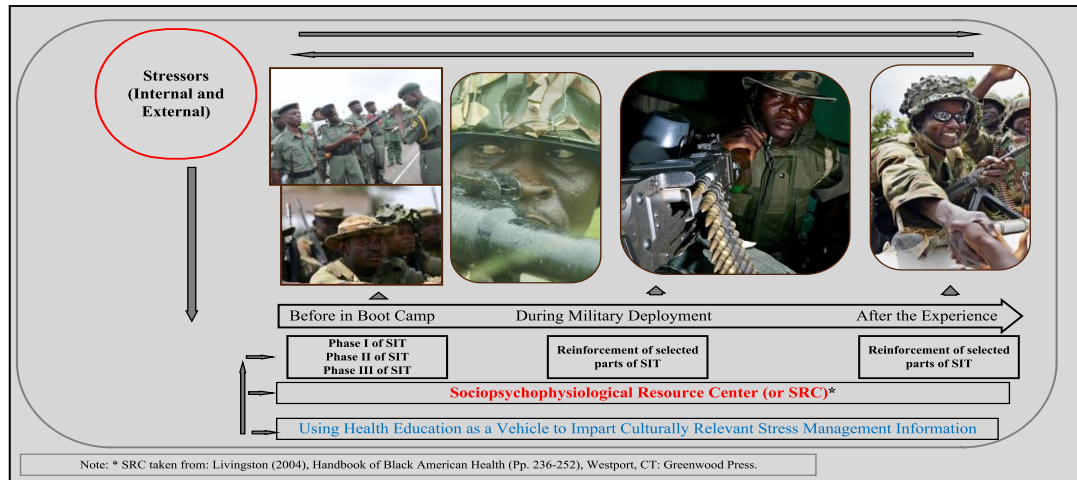 Stressors
(Internal and
External)
Before in Boot Camp
During Military Deployment
After the Experience
Phase I of SIT
Phase II of SIT
Phase III of SIT
Reinforcement of selected
parts of SIT
Reinforcement of selected
parts of SIT
Sociopsychophysiological Resource Center (or SRC)*
Using Health Education as a Vehicle to Impart Culturally Relevant Stress Management Information
Note: * SRC taken from: Livingston (2004), Handbook of Black American Health (Pp. 236-252), Westport, CT: Greenwood Press.